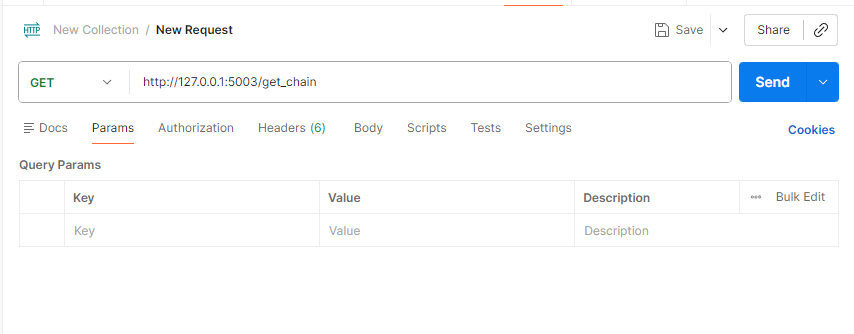 HTTP New Collection / New Request Save Share
GET http://127.0.0.1:5003/get_chain Send
Docs Params Authorization Headers (6) Body Scripts Tests Settings Cookies
Query Params
Key Value Description Bulk Edit
Key Value Description